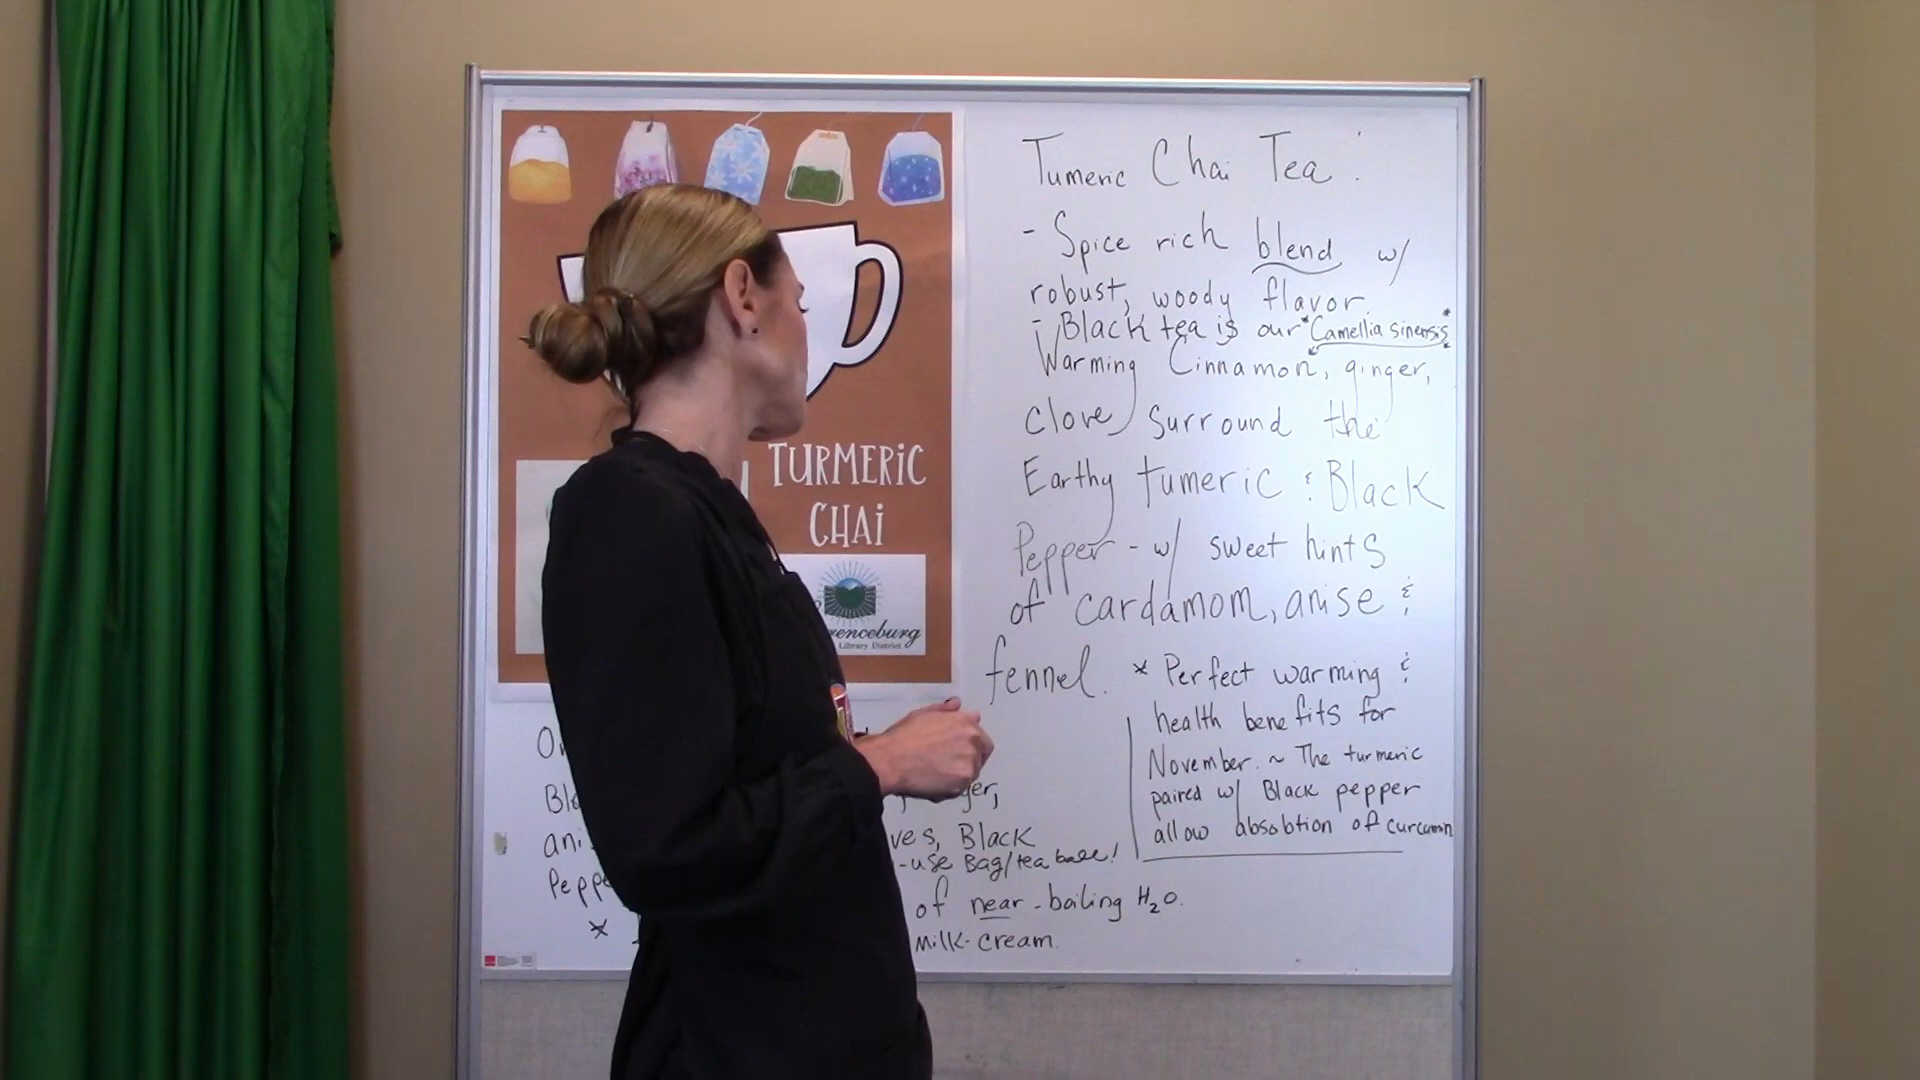 TURMERIC
CHAI
renceburg
Library District
Tumeric Chai Tea:
- Spice rich blend w/
robust, woody flavor.
- Black tea is our *Camellia sinensis*
Warming Cinnamon, ginger,
Clove surround the
Earthy tumeric & Black
Pepper - w/ sweet hints
of cardamom, anise &
fennel.
* Perfect warming &
health benefits for
November. ~ The turmeric
paired w/ Black pepper
allow absobtion of curcumin
ger,
ani
ves, Black
-use Bag/tea base!
Peppe
of near-boiling H2O.
milk-cream.